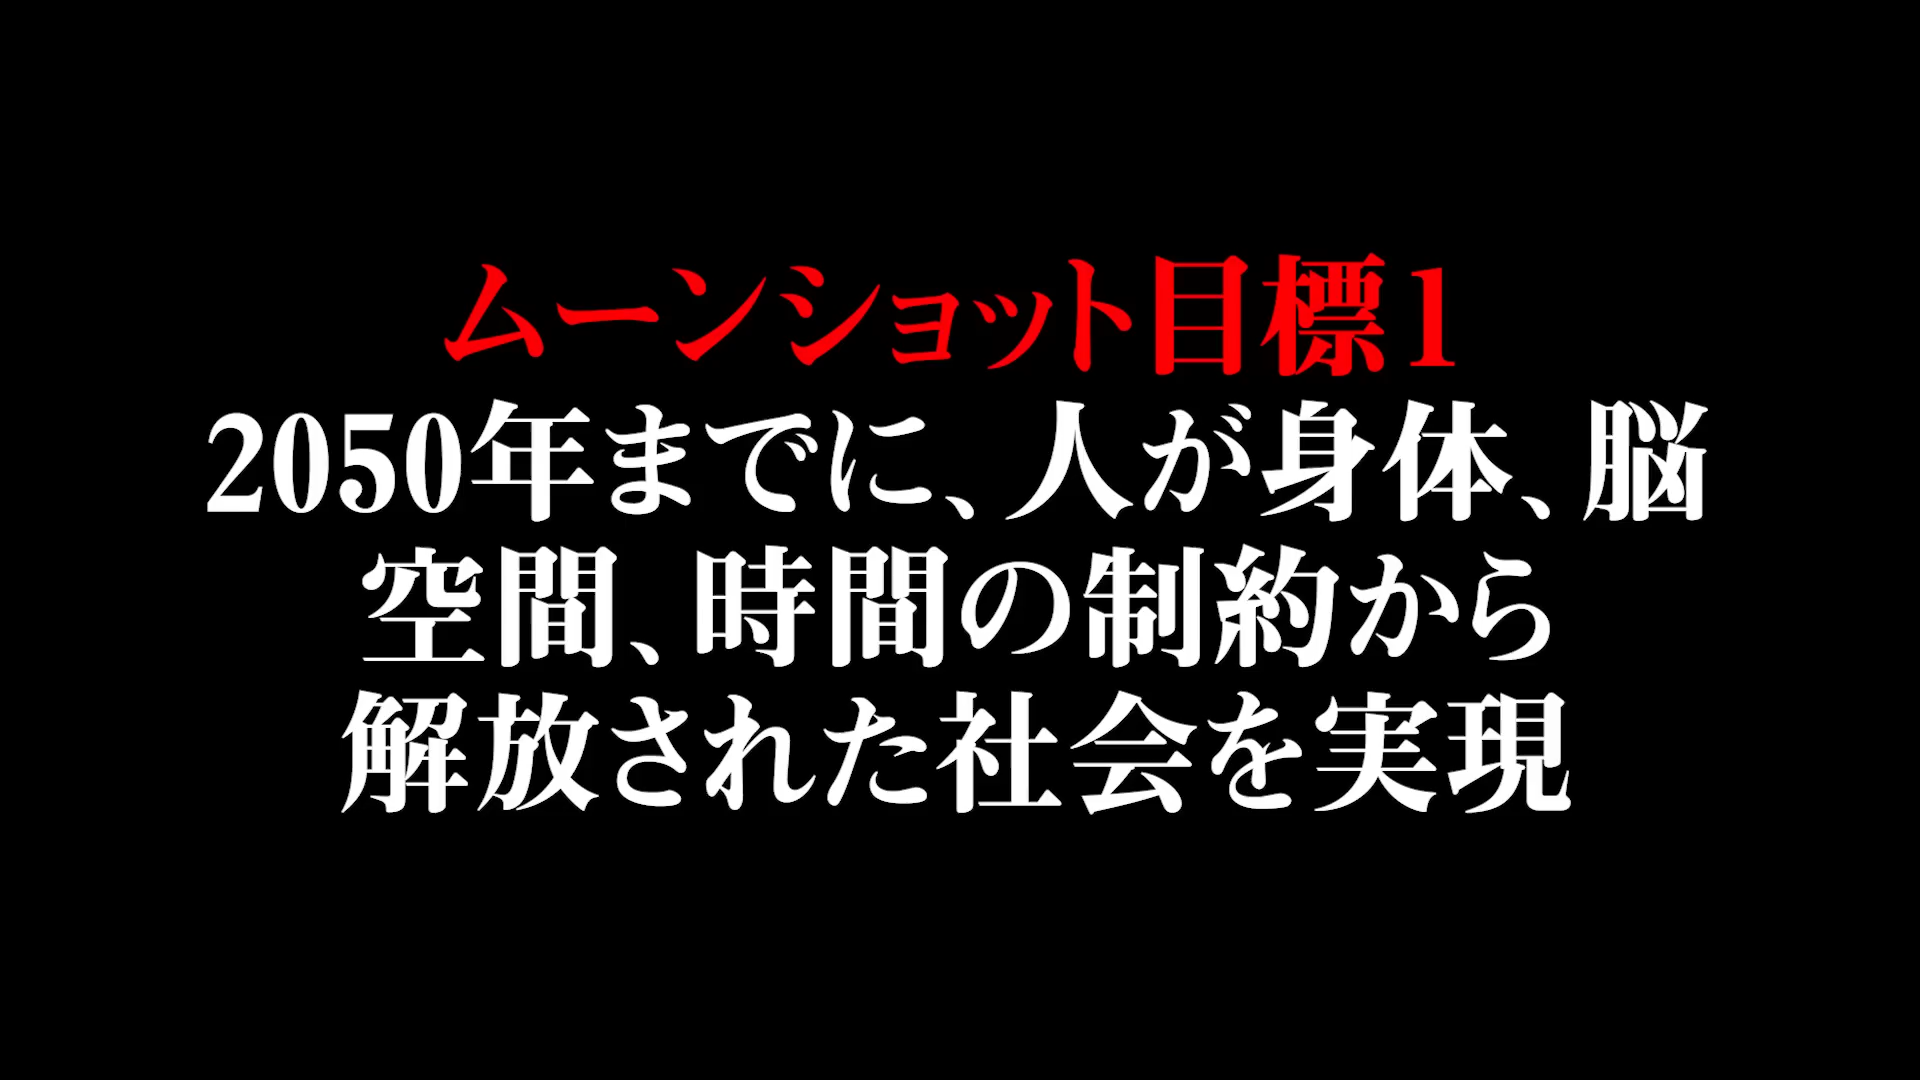 ムーンショット目標1
2050年までに、人が身体、脳
空間、時間の制約から
解放された社会を実現